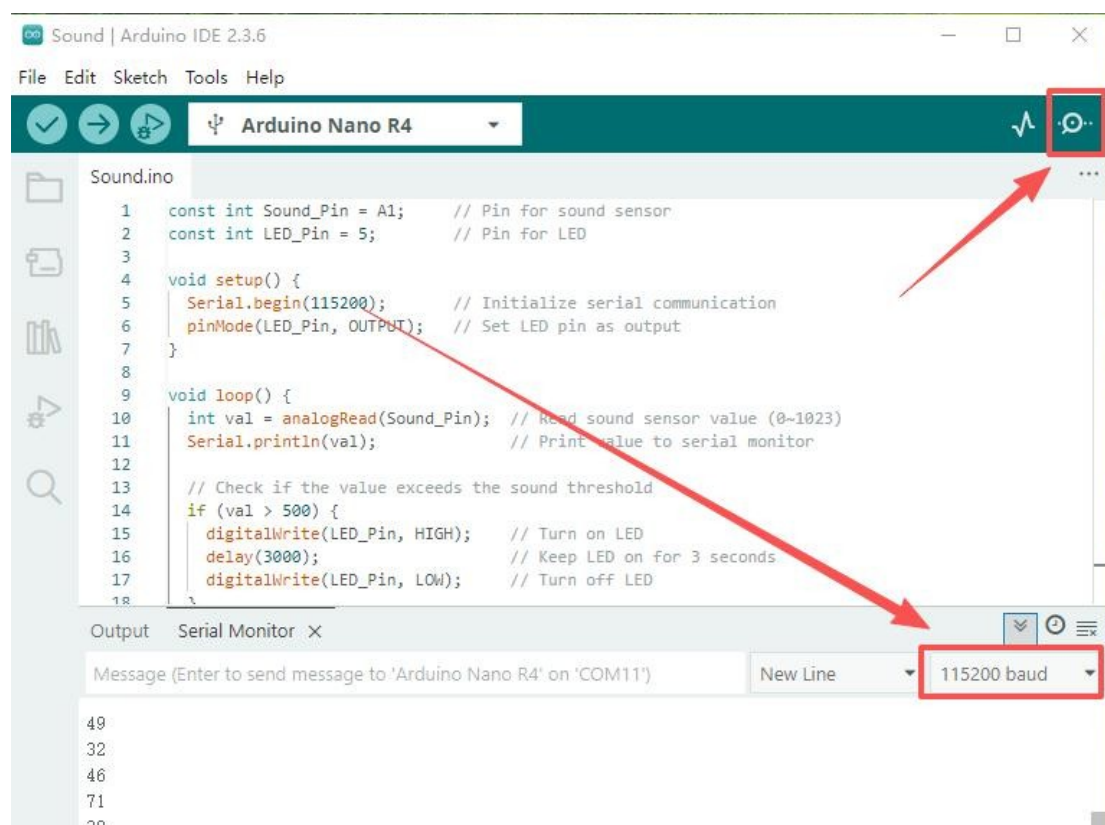 Sound | Arduino IDE 2.3.6
File Edit Sketch Tools Help
Arduino Nano R4
Sound.ino
1 const int Sound_Pin = A1; // Pin for sound sensor
2 const int LED_Pin = 5; // Pin for LED
3
4 void setup() {
5 Serial.begin(115200); // Initialize serial communication
6 pinMode(LED_Pin, OUTPUT); // Set LED pin as output
7 }
8
9 void loop() {
10 int val = analogRead(Sound_Pin); // Read sound sensor value (0~1023)
11 Serial.println(val); // Print value to serial monitor
12
13 // Check if the value exceeds the sound threshold
14 if (val > 500) {
15 digitalWrite(LED_Pin, HIGH); // Turn on LED
16 delay(3000); // Keep LED on for 3 seconds
17 digitalWrite(LED_Pin, LOW); // Turn off LED
18 }
Output Serial Monitor
Message (Enter to send message to 'Arduino Nano R4' on 'COM11') New Line 115200 baud
49
32
46
71